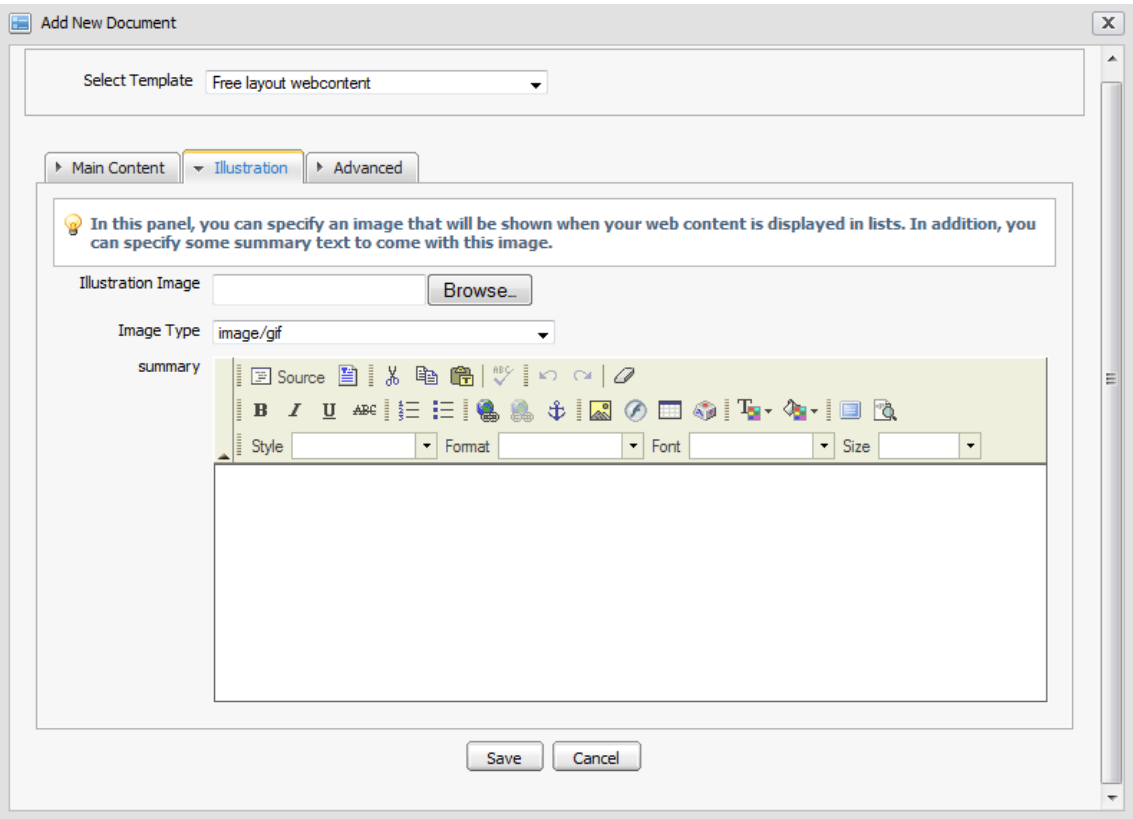 Add New Document
X
Select Template Free layout webcontent
Main Content Illustration Advanced
In this panel, you can specify an image that will be shown when your web content is displayed in lists. In addition, you
can specify some summary text to come with this image.
Illustration Image Browse...
Image Type image/gif
summary
Source ABC
B I U ABC
Style Format Font Size
Save Cancel